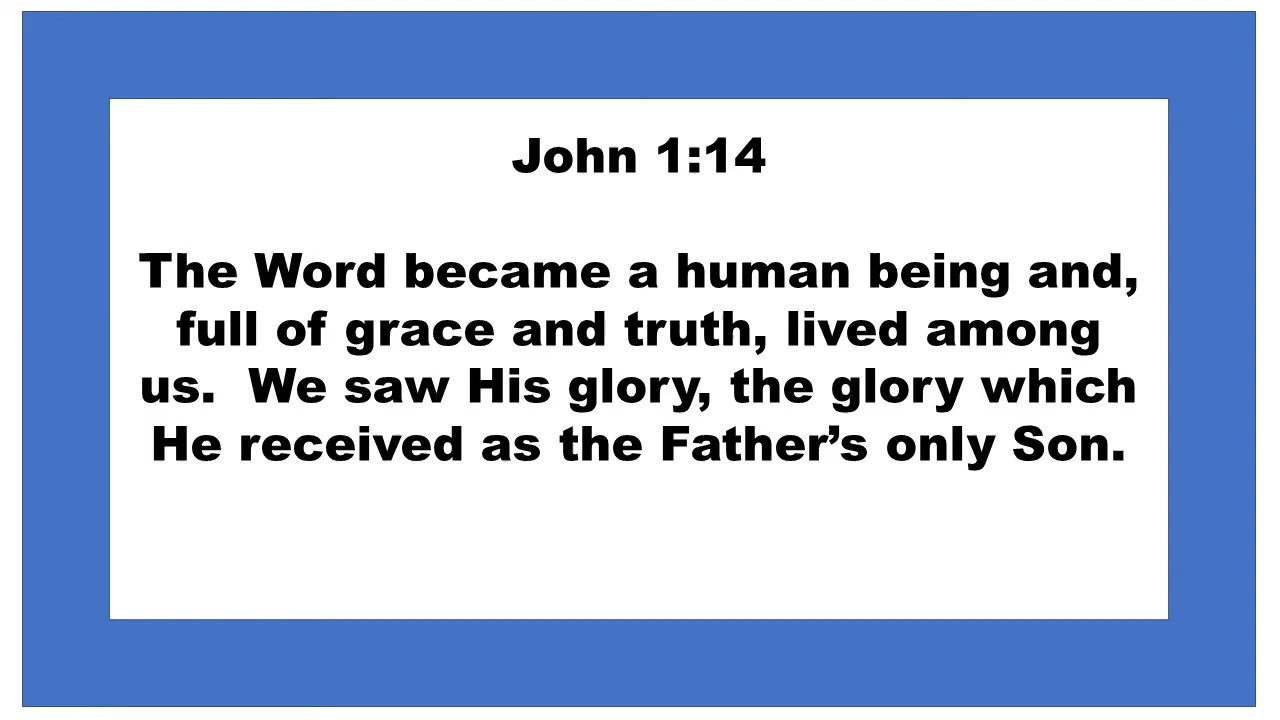 John 1:14
The Word became a human being and,
full of grace and truth, lived among
us.  We saw His glory, the glory which
He received as the Father’s only Son.